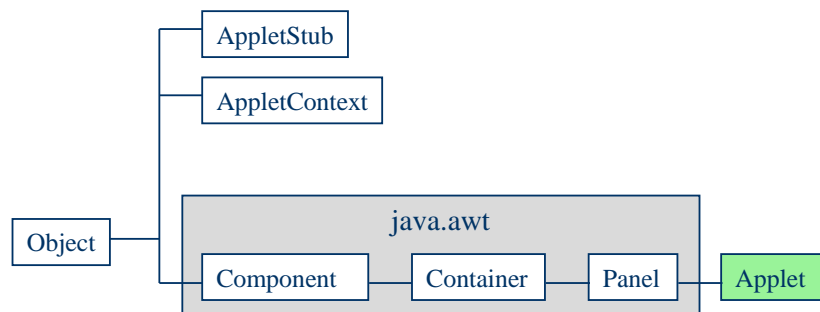 AppletStub
AppletContext
java.awt
Object
Component
Container
Panel
Applet